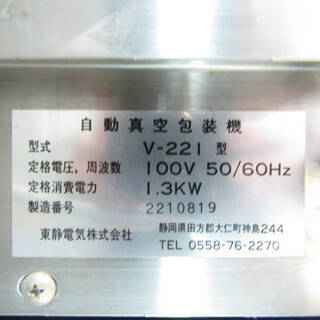 自動真空包装機
型式 V-221 型
定格電圧,周波数 100V 50/60Hz
定格消費電力 1.3KW
製造番号 2210819
東静電気株式会社 静岡県田方郡大仁町神島244
TEL 0558-76-2270